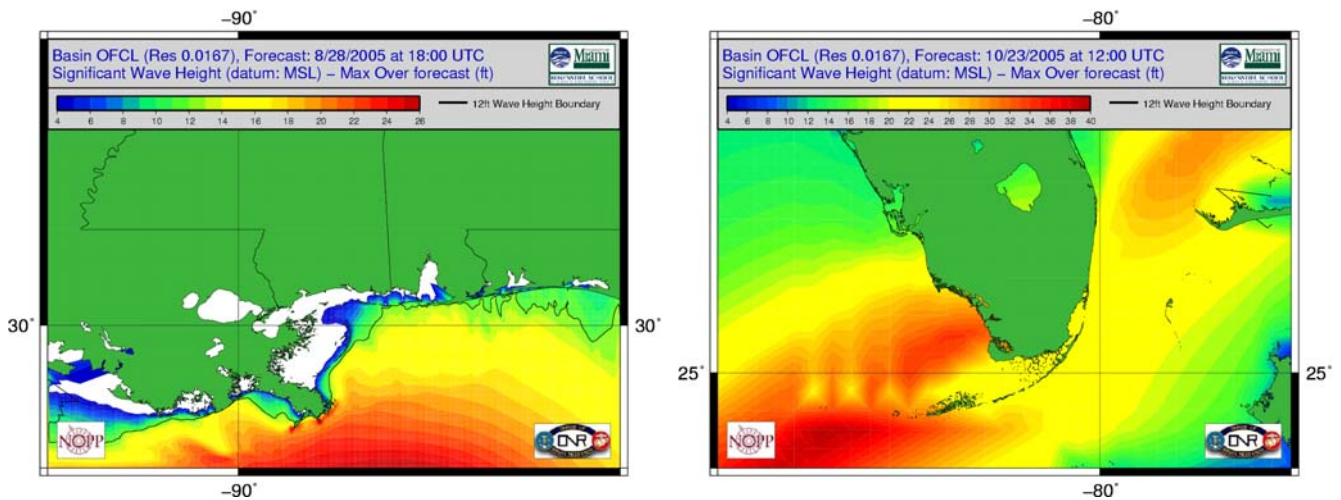 −90˚
Basin OFCL (Res 0.0167), Forecast: 8/28/2005 at 18:00 UTC
Significant Wave Height (datum: MSL) − Max Over forecast (ft)
Miami
12ft Wave Height Boundary
4 6 8 10 12 14 16 18 20 22 24 26
30˚ 30˚
NOPP
ONR
−90˚
−80˚
Basin OFCL (Res 0.0167), Forecast: 10/23/2005 at 12:00 UTC
Significant Wave Height (datum: MSL) − Max Over forecast (ft)
Miami
12ft Wave Height Boundary
4 6 8 10 12 14 16 18 20 22 24 26 28 30 32 34 36 38 40
25˚ 25˚
NOPP
ONR
−80˚